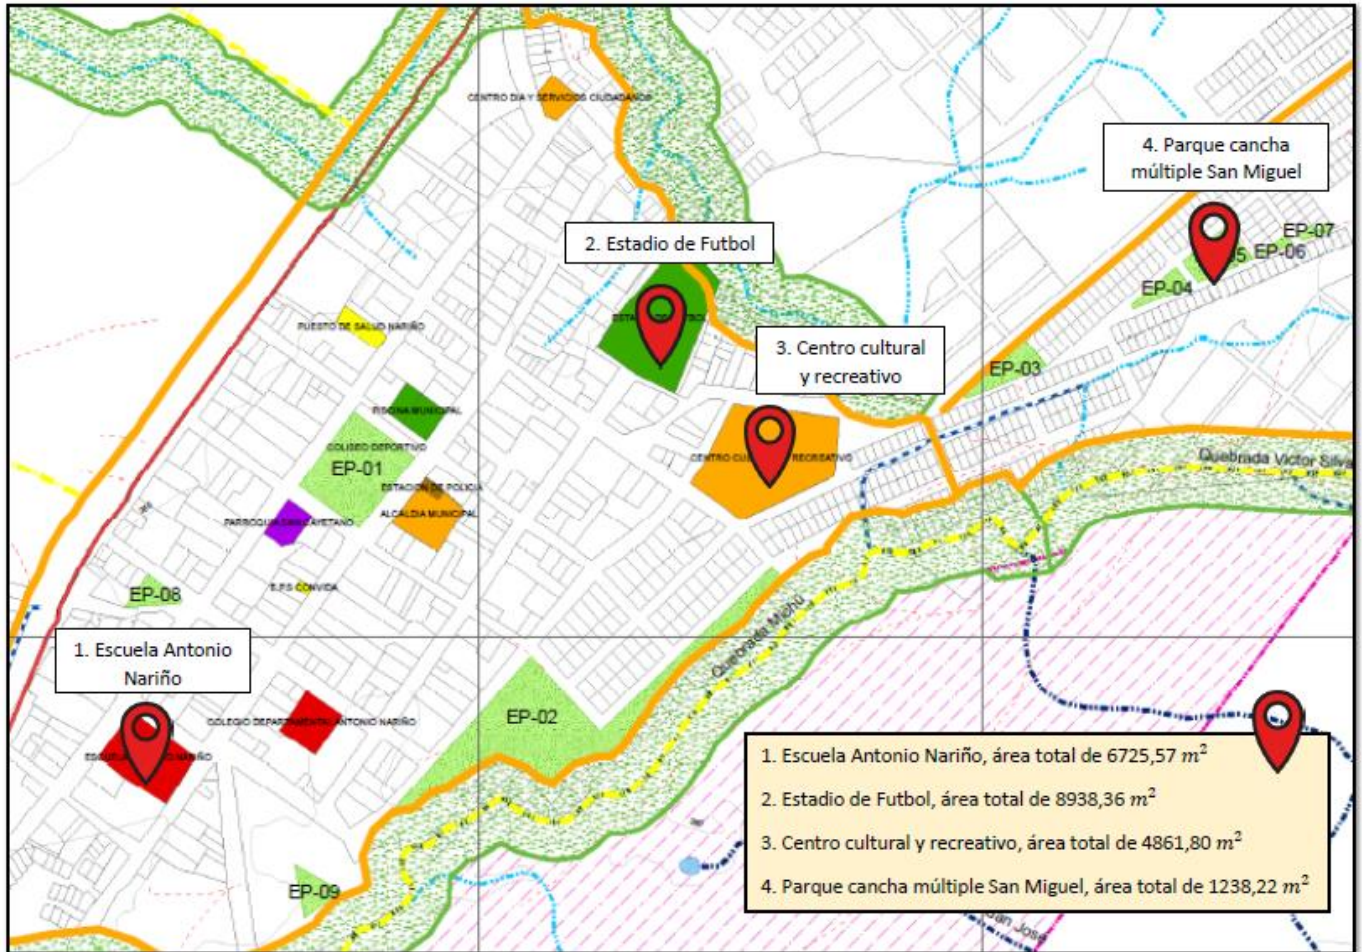 CENTRO DIA Y SERVICIOS CIUDADANOS
4. Parque cancha
múltiple San Miguel
2. Estadio de Futbol
EP-07
EP-06
EP-04
PUESTO DE SALUD NARIÑO
3. Centro cultural
y recreativo
EP-03
PISCINA MUNICIPAL
COLISEO DEPORTIVO
EP-01
CENTRO RECREATIVO
Quebrada Victor Silva
ESTACION DE POLICIA
ALCALDIA MUNICIPAL
PARROQUIA SAN CAYETANO
E.P.S CONVIDA
EP-08
Quebrada Michú
1. Escuela Antonio
Nariño
EP-02
COLEGIO DEPARTAMENTAL ANTONIO NARIÑO
EP-09
1. Escuela Antonio Nariño, área total de 6725,57 m²
2. Estadio de Futbol, área total de 8938,36 m²
3. Centro cultural y recreativo, área total de 4861,80 m²
4. Parque cancha múltiple San Miguel, área total de 1238,22 m²
San José